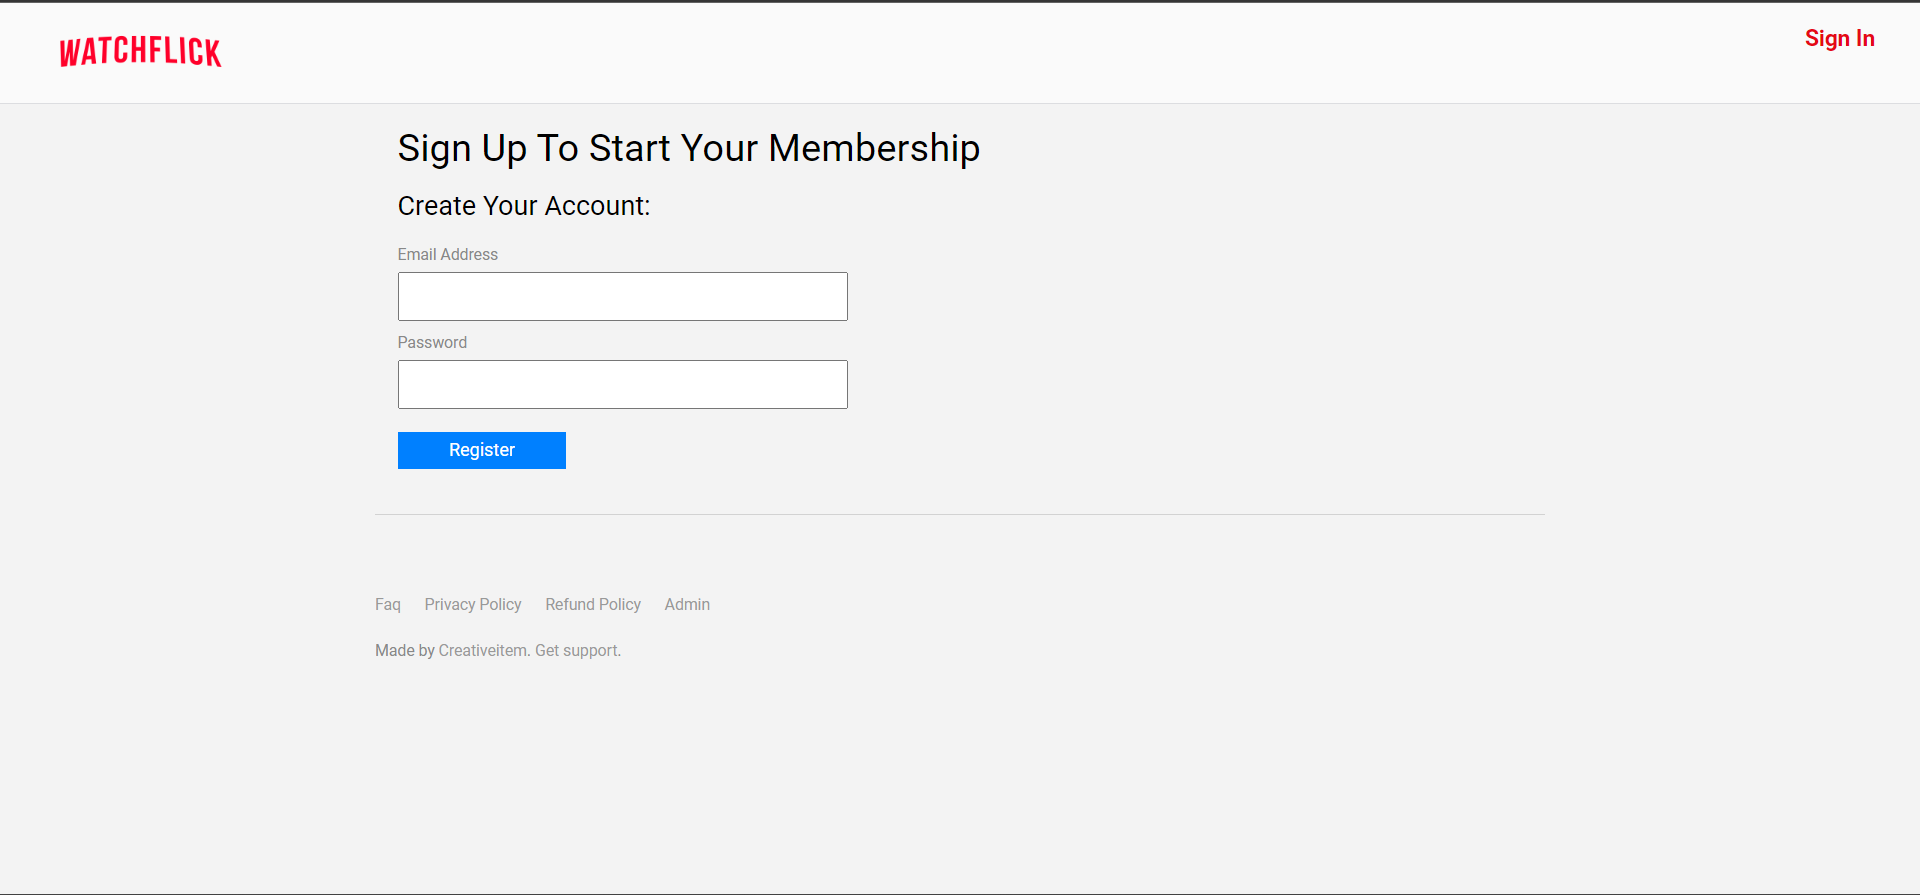 WATCHFLICK
Sign In
Sign Up To Start Your Membership
Create Your Account:
Email Address
Password
Register
Faq Privacy Policy Refund Policy Admin
Made by Creativeitem. Get support.